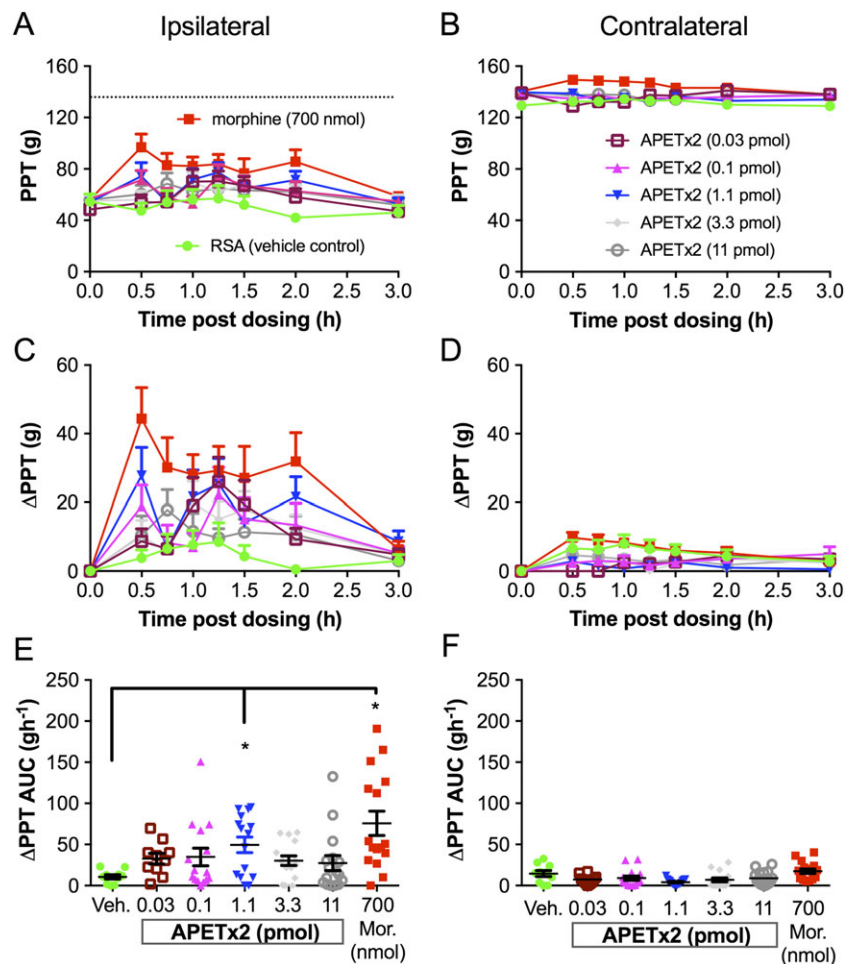 A Ipsilateral
B Contralateral
PPT (g)
160
120
80
40
0
morphine (700 nmol)
RSA (vehicle control)
0.0 0.5 1.0 1.5 2.0 2.5 3.0
Time post dosing (h)
PPT (g)
160
120
80
40
0
APETx2 (0.03 pmol)
APETx2 (0.1 pmol)
APETx2 (1.1 pmol)
APETx2 (3.3 pmol)
APETx2 (11 pmol)
0.0 0.5 1.0 1.5 2.0 2.5 3.0
Time post dosing (h)
C
ΔPPT (g)
60
40
20
0
0.0 0.5 1.0 1.5 2.0 2.5 3.0
Time post dosing (h)
D
ΔPPT (g)
60
40
20
0
0.0 0.5 1.0 1.5 2.0 2.5 3.0
Time post dosing (h)
E
ΔPPT AUC (gh⁻¹)
250
200
150
100
50
0
*
*
Veh. 0.03 0.1 1.1 3.3 11 700
APETx2 (pmol) Mor.
(nmol)
F
ΔPPT AUC (gh⁻¹)
250
200
150
100
50
0
Veh. 0.03 0.1 1.1 3.3 11 700
APETx2 (pmol) Mor.
(nmol)